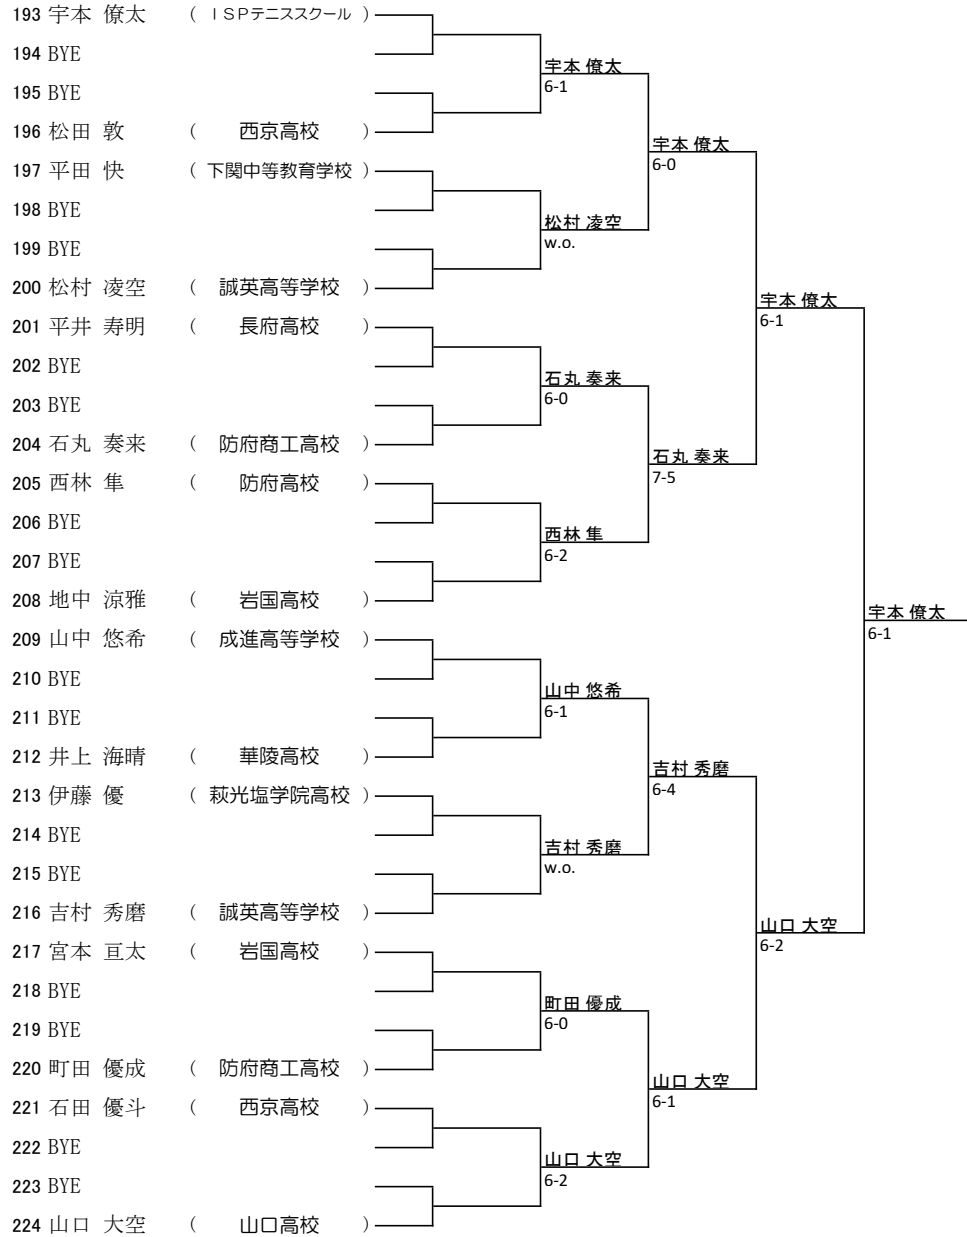 193 宇本 僚太 ( ＩＳＰテニススクール )
194 BYE
宇本 僚太
6-1
195 BYE
196 松田 敦 ( 西京高校 )
宇本 僚太
6-0
197 平田 快 ( 下関中等教育学校 )
198 BYE
松村 凌空
w.o.
199 BYE
200 松村 凌空 ( 誠英高等学校 )
宇本 僚太
6-1
201 平井 寿明 ( 長府高校 )
202 BYE
石丸 奏来
6-0
203 BYE
204 石丸 奏来 ( 防府商工高校 )
石丸 奏来
7-5
205 西林 隼 ( 防府高校 )
206 BYE
西林 隼
6-2
207 BYE
208 地中 涼雅 ( 岩国高校 )
宇本 僚太
6-1
209 山中 悠希 ( 成進高等学校 )
210 BYE
山中 悠希
6-1
211 BYE
212 井上 海晴 ( 華陵高校 )
吉村 秀磨
6-4
213 伊藤 優 ( 萩光塩学院高校 )
214 BYE
吉村 秀磨
w.o.
215 BYE
216 吉村 秀磨 ( 誠英高等学校 )
山口 大空
6-2
217 宮本 亘太 ( 岩国高校 )
218 BYE
町田 優成
6-0
219 BYE
220 町田 優成 ( 防府商工高校 )
山口 大空
6-1
221 石田 優斗 ( 西京高校 )
222 BYE
山口 大空
6-2
223 BYE
224 山口 大空 ( 山口高校 )